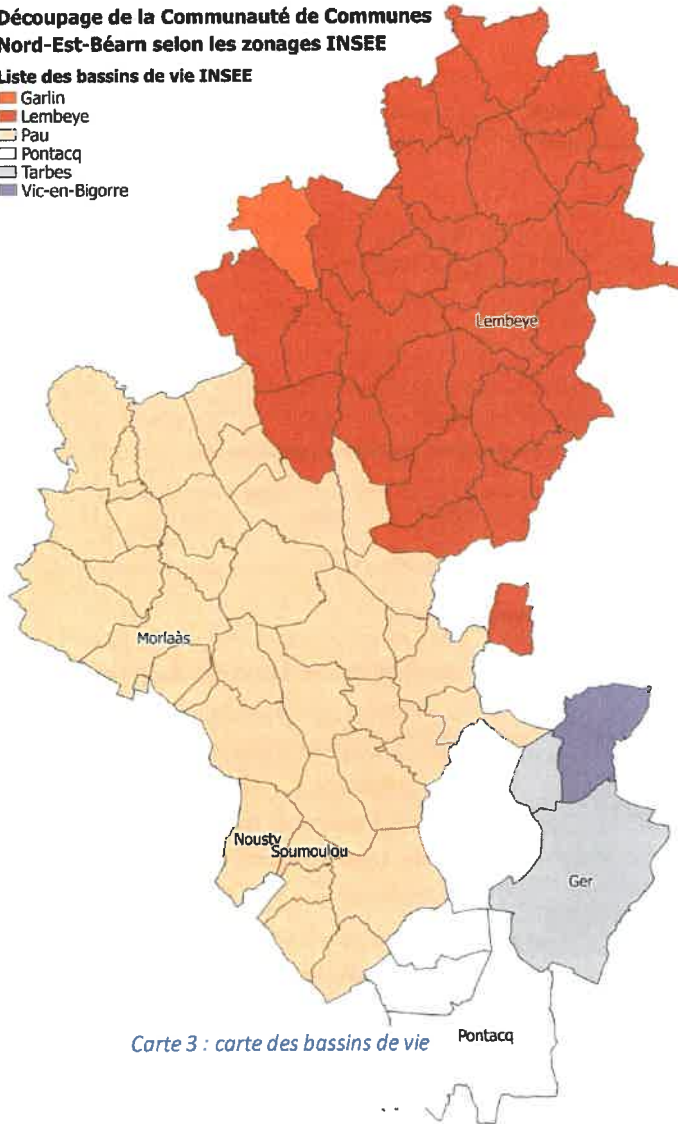 Découpage de la Communauté de Communes
Nord-Est-Béarn selon les zonages INSEE
Liste des bassins de vie INSEE
Garlin
Lembeye
Pau
Pontacq
Tarbes
Vic-en-Bigorre
Lembeye
Morlaàs
Nousty
Soumoulou
Ger
Pontacq
Carte 3 : carte des bassins de vie